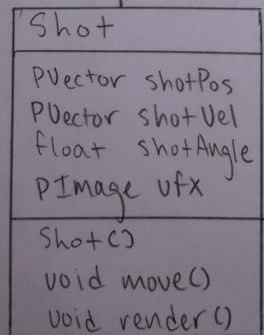 Shot
PVector shotPos
PVector shotVel
float shotAngle
pImage vfx
Shot()
void move()
void render()